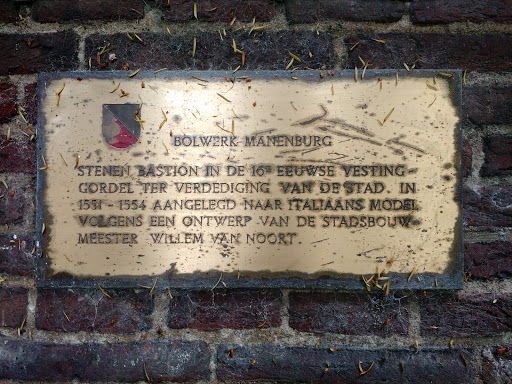 BOLWERK MANENBURG
STENEN BASTION IN DE 16ᴱ EEUWSE VESTING-
GORDEL TER VERDEDIGING VAN DE STAD. IN
1551 - 1554 AANGELEGD NAAR ITALIAANS MODEL
VOLGENS EEN ONTWERP VAN DE STADSBOUW-
MEESTER WILLEM VAN NOORT.